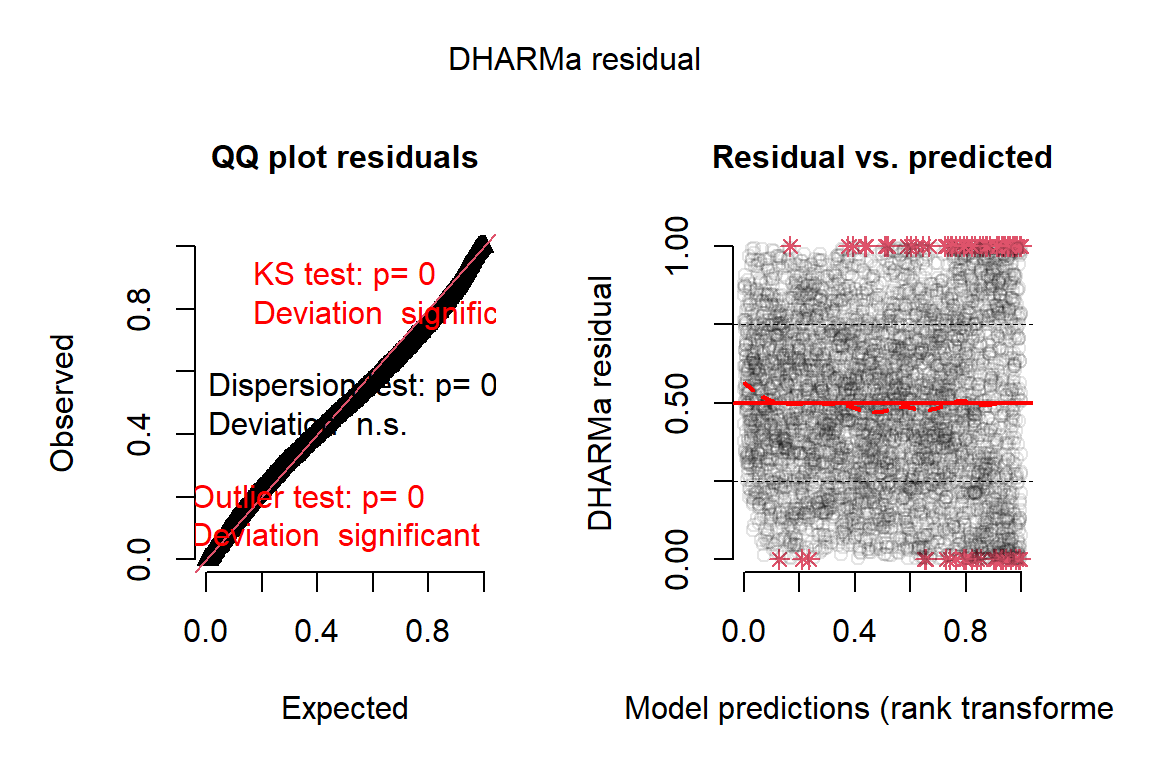 DHARMa residual
QQ plot residuals
KS test: p= 0
Deviation  signific
Dispersion test: p= 0
Deviation  n.s.
Outlier test: p= 0
Deviation  significant
Observed
0.0
0.4
0.8
0.0
0.4
0.8
Expected
Residual vs. predicted
DHARMa residual
0.00
0.50
1.00
0.0
0.4
0.8
Model predictions (rank transforme